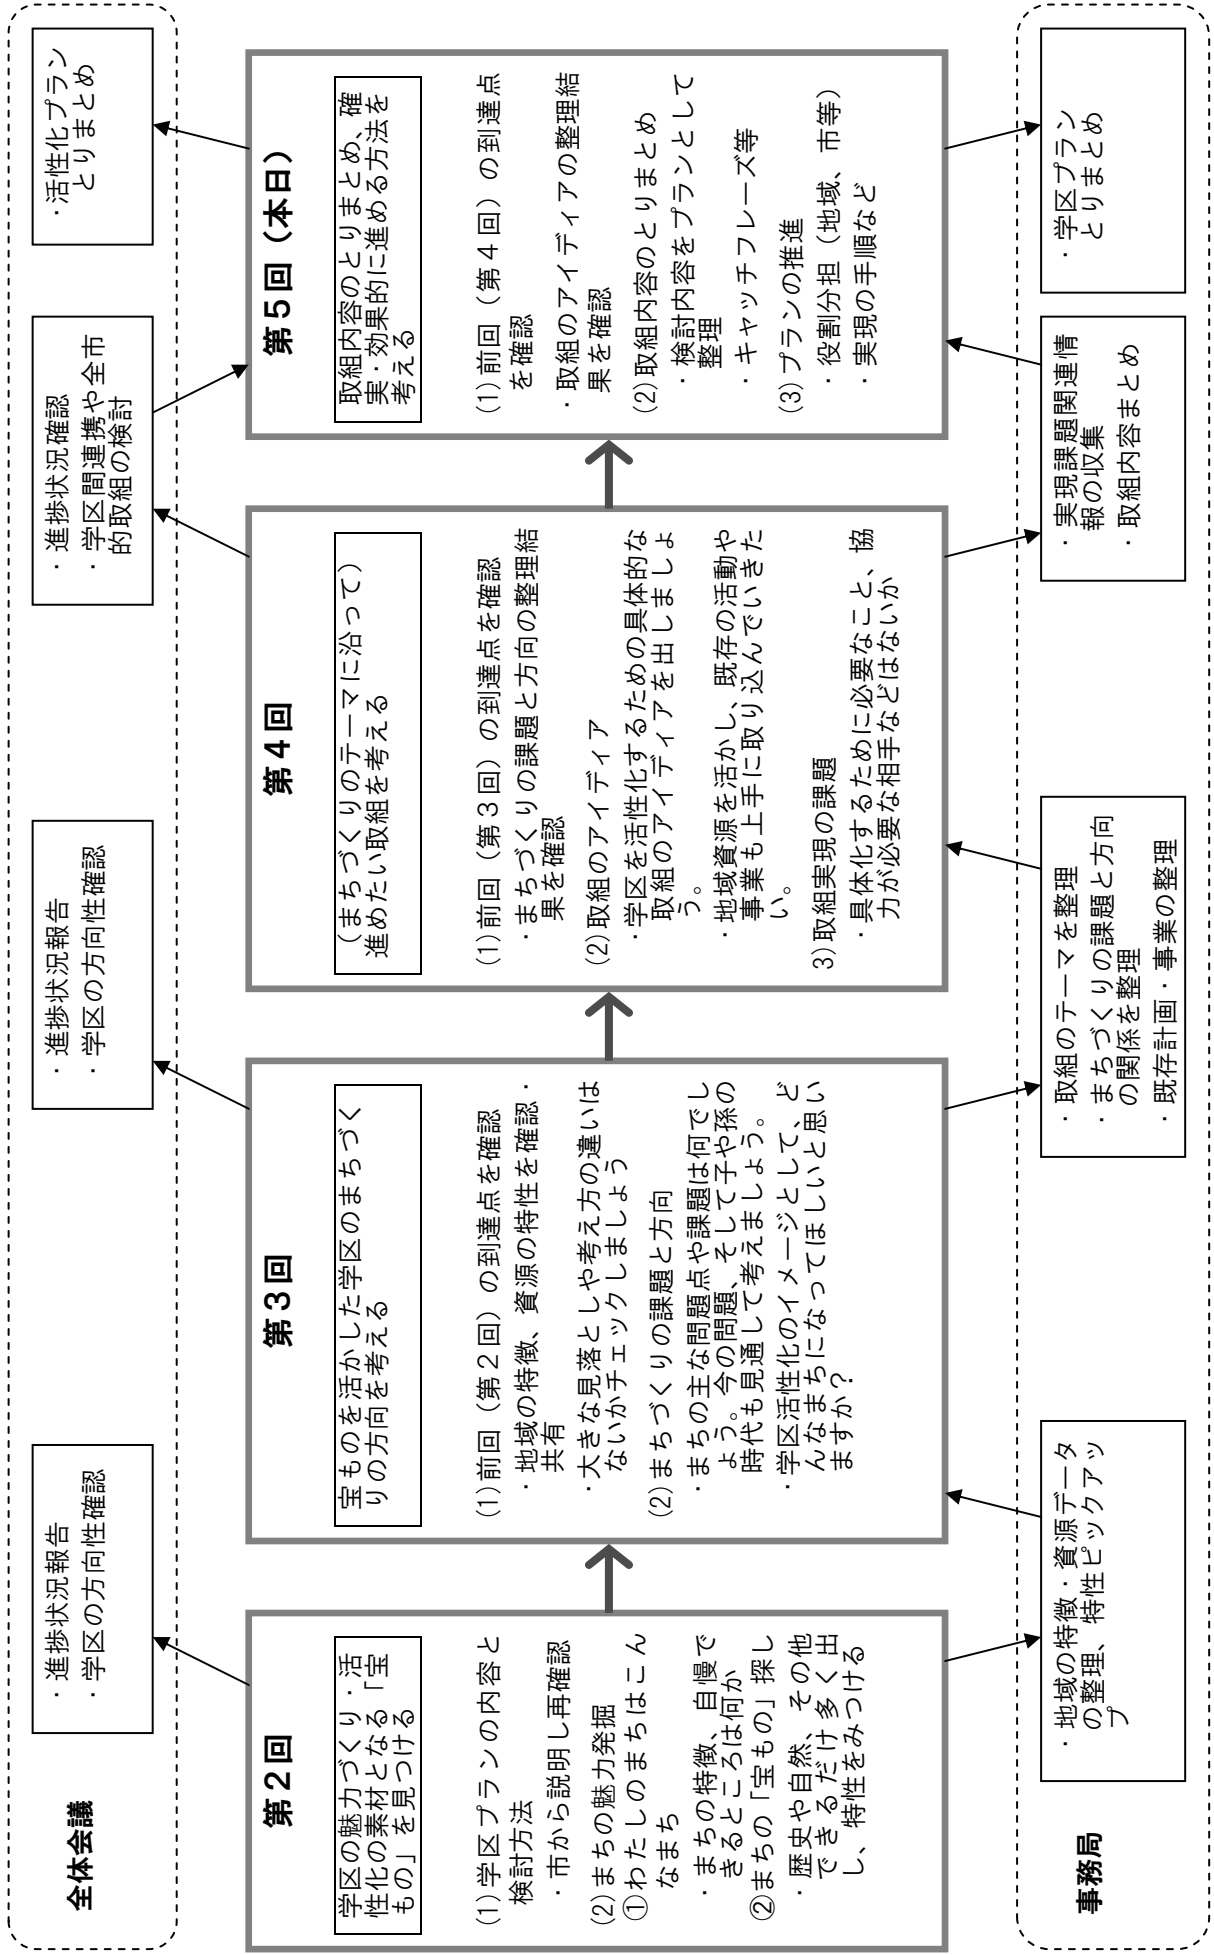 全体会議
・進捗状況報告
・学区の方向性確認
・進捗状況報告
・学区の方向性確認
・進捗状況確認
・学区間連携や全市
的取組の検討
・活性化プラン
とりまとめ
第２回
学区の魅力づくり・活
性化の素材となる「宝
もの」を見つける
(1)学区プランの内容と
検討方法
・市から説明し再確認
(2)まちの魅力発掘
①わたしのまちはこん
なまち
・まちの特徴、自慢で
きるところは何か
②まちの「宝もの」探し
・歴史や自然、その他
できるだけ多く出
し、特性をみつける
第３回
宝ものを活かした学区のまちづく
りの方向を考える
(1)前回（第２回）の到達点を確認
・地域の特徴、資源の特性を確認・
共有
・大きな見落としや考え方の違いは
ないかチェックしましょう
(2)まちづくりの課題と方向
・まちの主な問題点や課題は何でし
ょう。今の問題、そして子や孫の
時代も見通して考えましょう。
・学区活性化のイメージとして、ど
んなまちになってほしいと思い
ますか？
第４回
（まちづくりのテーマに沿って）
進めたい取組を考える
(1)前回（第３回）の到達点を確認
・まちづくりの課題と方向の整理結
果を確認
(2)取組のアイディア
・学区を活性化するための具体的な
取組のアイディアを出しましょ
う。
・地域資源を活かし、既存の活動や
事業も上手に取り込んでいきた
い。
3)取組実現の課題
・具体化するために必要なこと、協
力が必要な相手などはないか
第５回（本日）
取組内容のとりまとめ、確
実・効果的に進める方法を
考える
(1)前回（第４回）の到達点
を確認
・取組のアイディアの整理結
果を確認
(2)取組内容のとりまとめ
・検討内容をプランとして
整理
・キャッチフレーズ等
(3)プランの推進
・役割分担（地域、市等）
・実現の手順など
事務局
・地域の特徴・資源データ
の整理、特性ピックアッ
プ
・取組のテーマを整理
・まちづくりの課題と方向
の関係を整理
・既存計画・事業の整理
・実現課題関連情
報の収集
・取組内容まとめ
・学区プラン
とりまとめ